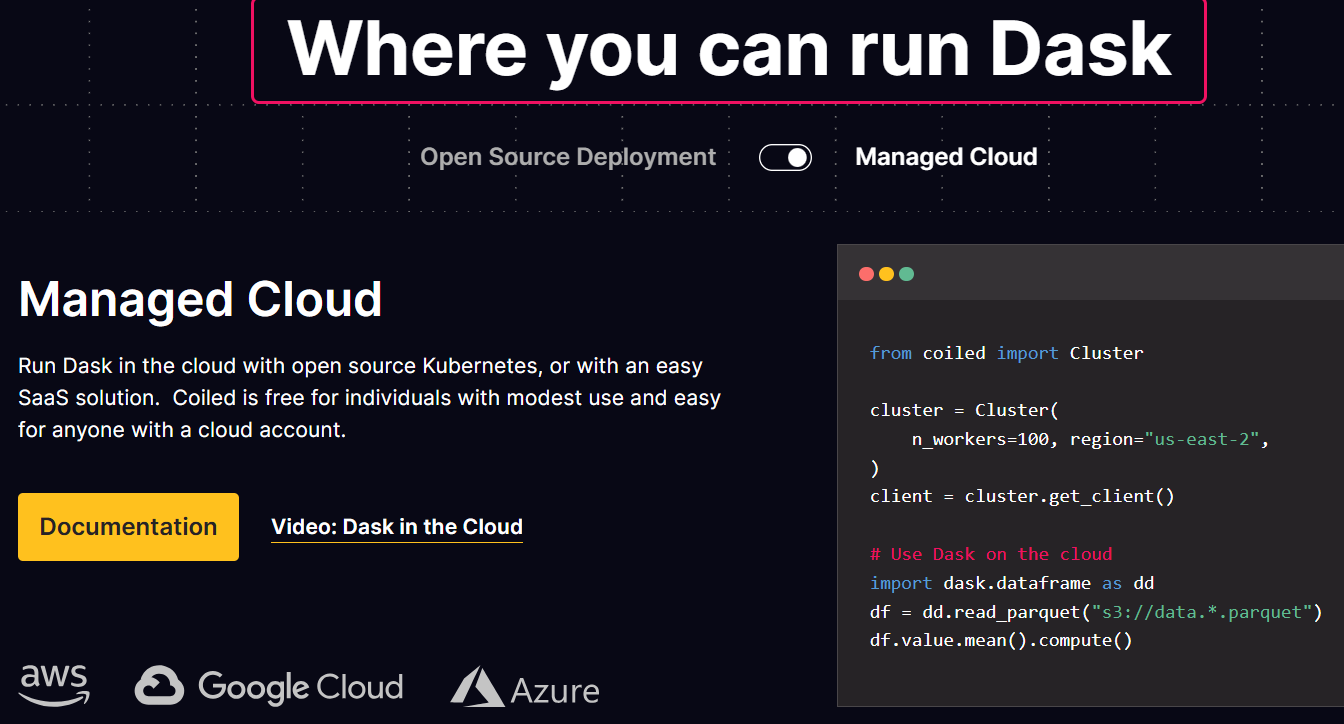 Where you can run Dask
Open Source Deployment
Managed Cloud
Managed Cloud
Run Dask in the cloud with open source Kubernetes, or with an easy
SaaS solution.  Coiled is free for individuals with modest use and easy
for anyone with a cloud account.
Documentation
Video: Dask in the Cloud
aws
Google Cloud
Azure
from coiled import Cluster
cluster = Cluster(
    n_workers=100, region="us-east-2",
)
client = cluster.get_client()
# Use Dask on the cloud
import dask.dataframe as dd
df = dd.read_parquet("s3://data.*.parquet")
df.value.mean().compute()